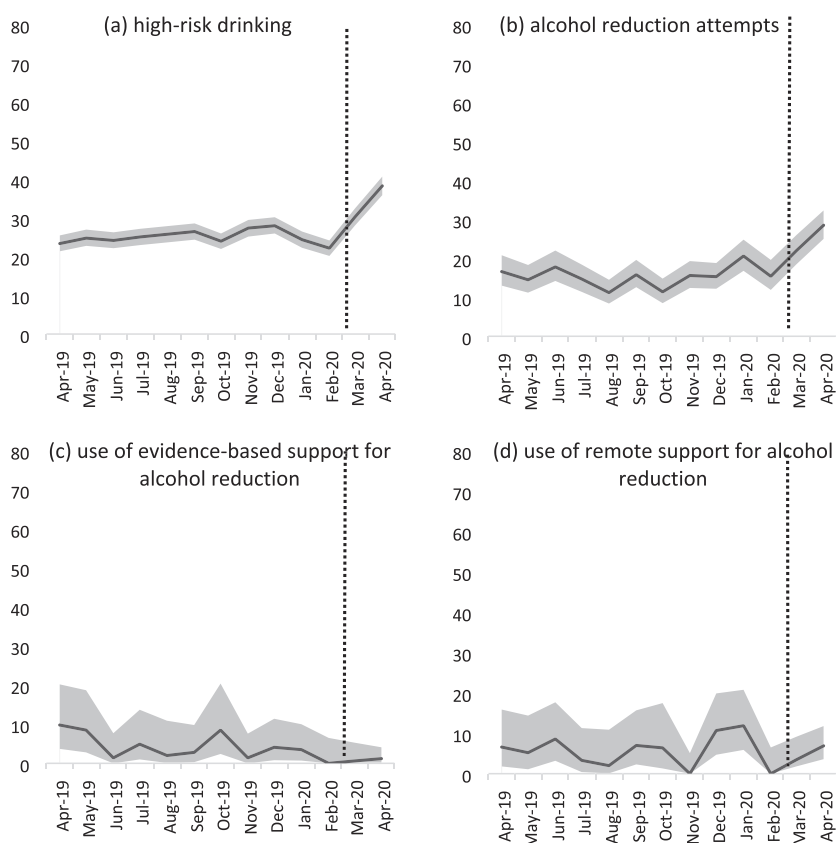 (a) high-risk drinking
80
70
60
50
40
30
20
10
0
Apr-19
May-19
Jun-19
Jul-19
Aug-19
Sep-19
Oct-19
Nov-19
Dec-19
Jan-20
Feb-20
Mar-20
Apr-20
(b) alcohol reduction attempts
80
70
60
50
40
30
20
10
0
Apr-19
May-19
Jun-19
Jul-19
Aug-19
Sep-19
Oct-19
Nov-19
Dec-19
Jan-20
Feb-20
Mar-20
Apr-20
(c) use of evidence-based support for
alcohol reduction
80
70
60
50
40
30
20
10
0
Apr-19
May-19
Jun-19
Jul-19
Aug-19
Sep-19
Oct-19
Nov-19
Dec-19
Jan-20
Feb-20
Mar-20
Apr-20
(d) use of remote support for alcohol
reduction
80
70
60
50
40
30
20
10
0
Apr-19
May-19
Jun-19
Jul-19
Aug-19
Sep-19
Oct-19
Nov-19
Dec-19
Jan-20
Feb-20
Mar-20
Apr-20